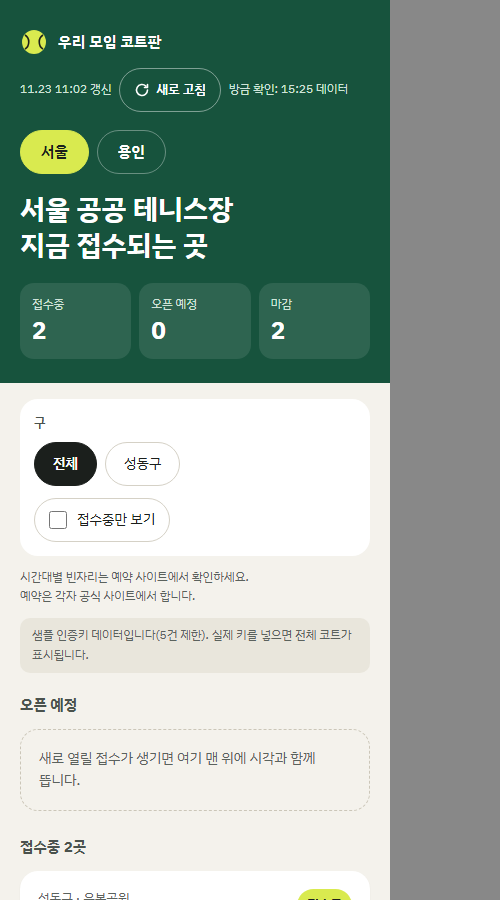 우리 모임 코트판
11.23 11:02 갱신
새로 고침
방금 확인: 15:25 데이터
서울
용인
서울 공공 테니스장
지금 접수되는 곳
접수중
2
오픈 예정
0
마감
2
구
전체
성동구
접수중만 보기
시간대별 빈자리는 예약 사이트에서 확인하세요.
예약은 각자 공식 사이트에서 합니다.
샘플 인증키 데이터입니다(5건 제한). 실제 키를 넣으면 전체 코트가
표시됩니다.
오픈 예정
새로 열릴 접수가 생기면 여기 맨 위에 시각과 함께
뜹니다.
접수중 2곳
성동구 · 응봉공원